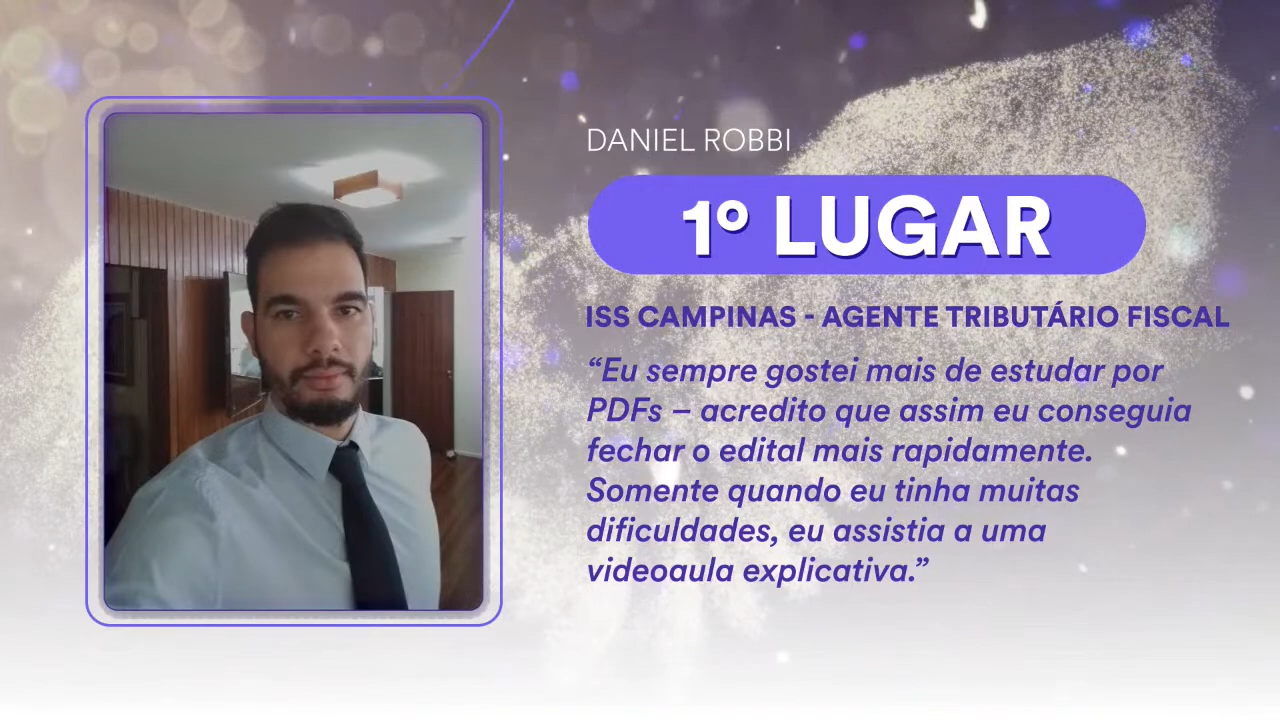 DANIEL ROBBI
1º LUGAR
ISS CAMPINAS - AGENTE TRIBUTÁRIO FISCAL
“Eu sempre gostei mais de estudar por
PDFs – acredito que assim eu conseguia
fechar o edital mais rapidamente.
Somente quando eu tinha muitas
dificuldades, eu assistia a uma
videoaula explicativa.”